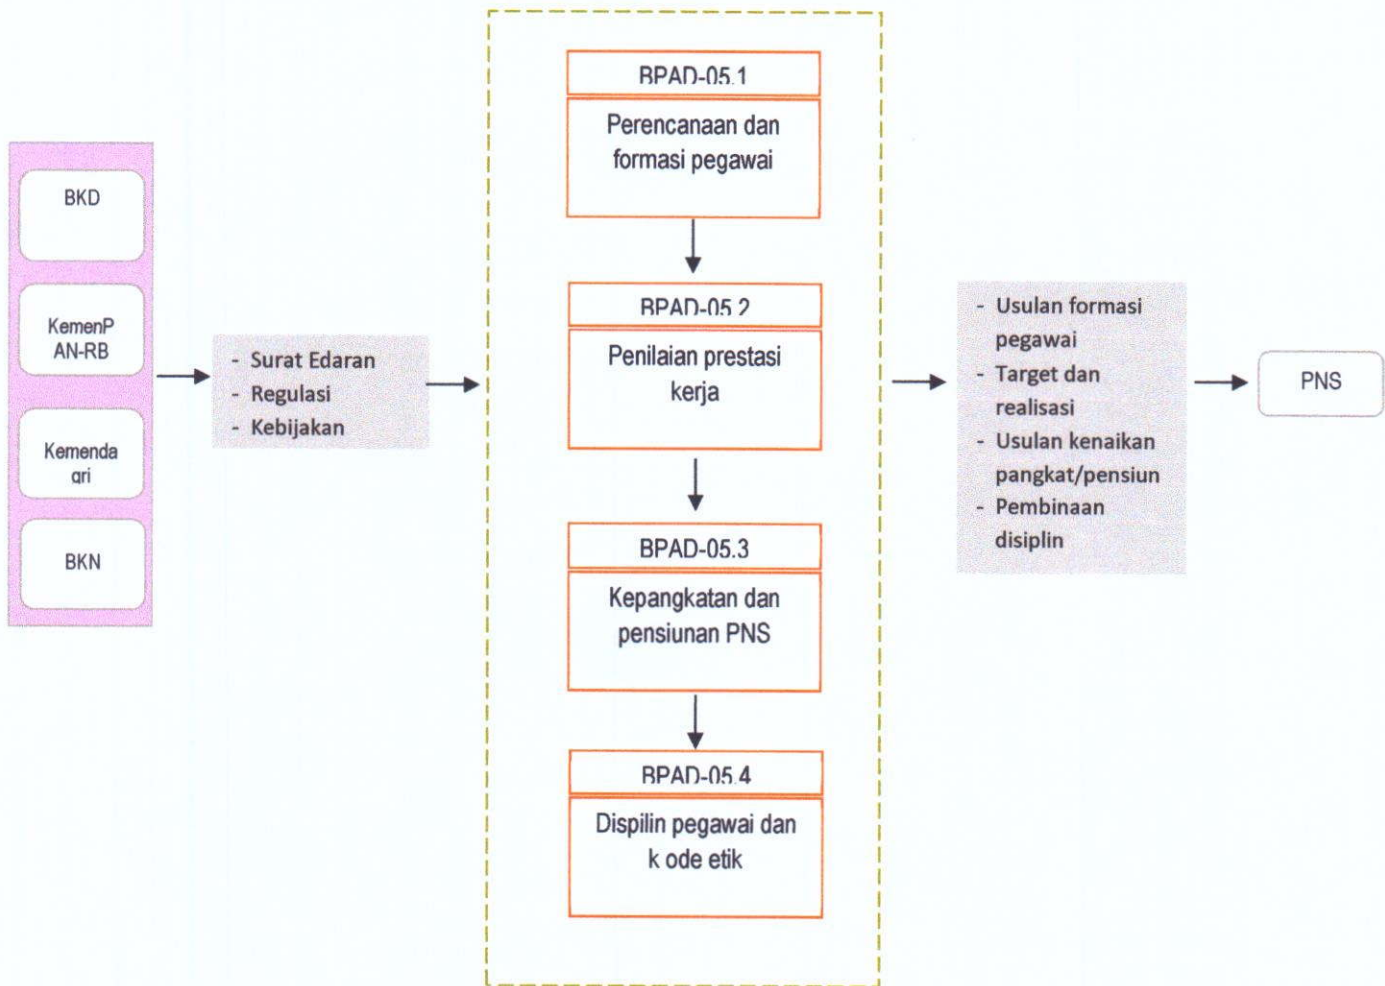 BKD
KemenP
AN-RB
Kemenda
gri
BKN
- Surat Edaran
- Regulasi
- Kebijakan
BPAD-05.1
Perencanaan dan
formasi pegawai
BPAD-05.2
Penilaian prestasi
kerja
BPAD-05.3
Kepangkatan dan
pensiunan PNS
BPAD-05.4
Dispilin pegawai dan
k ode etik
- Usulan formasi
pegawai
- Target dan
realisasi
- Usulan kenaikan
pangkat/pensiun
- Pembinaan
disiplin
PNS